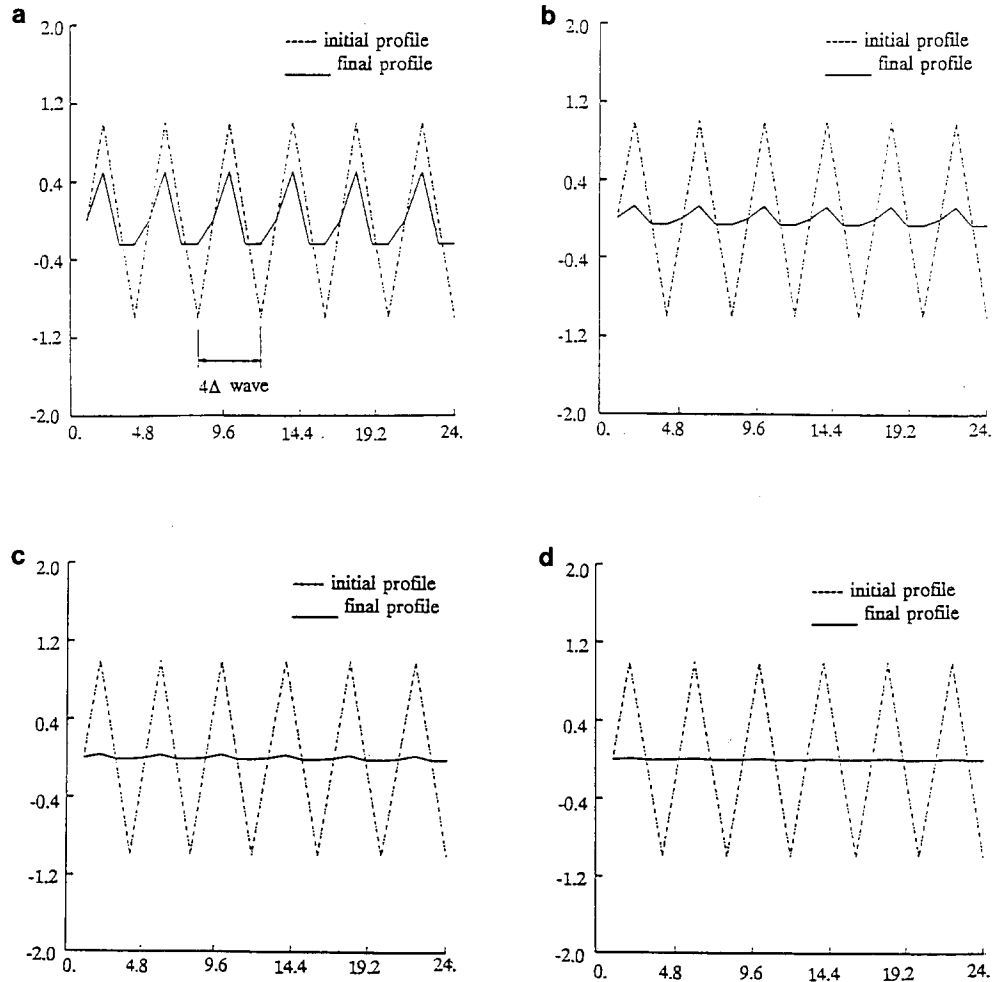 a
2.0
initial profile
final profile
1.2
0.4
-0.4
-1.2
4Δ wave
-2.0
0. 4.8 9.6 14.4 19.2 24.
b
2.0
initial profile
final profile
1.2
0.4
-0.4
-1.2
-2.0
0. 4.8 9.6 14.4 19.2 24.
c
2.0
initial profile
final profile
1.2
0.4
-0.4
-1.2
-2.0
0. 4.8 9.6 14.4 19.2 24.
d
2.0
initial profile
final profile
1.2
0.4
-0.4
-1.2
-2.0
0. 4.8 9.6 14.4 19.2 24.